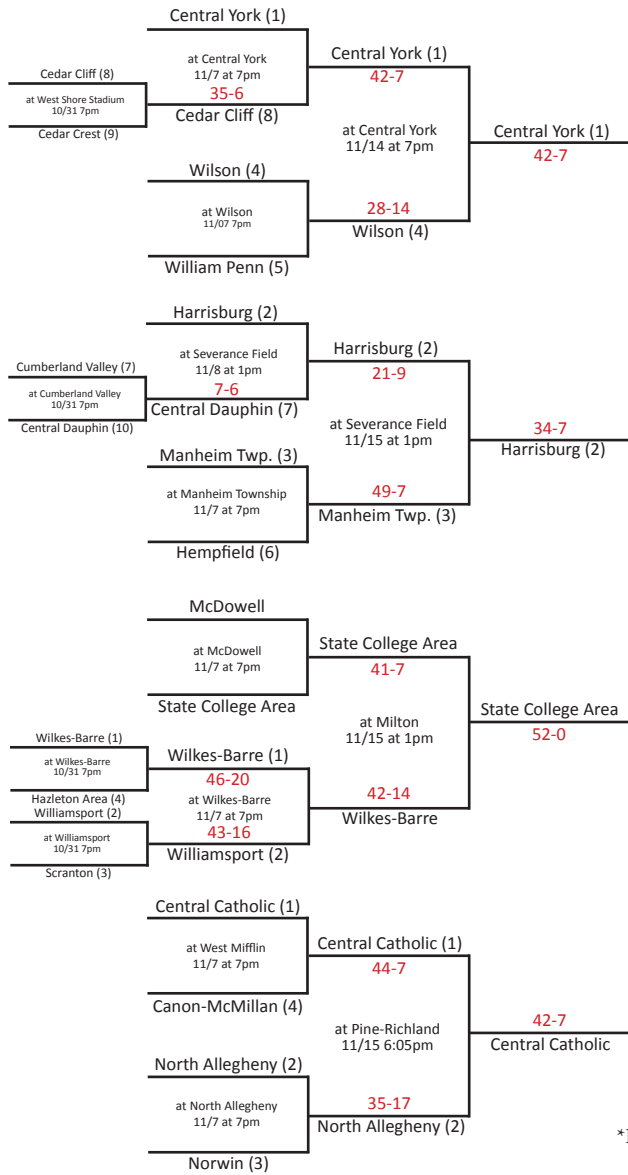 Central York (1)
at Central York
11/7 at 7pm
Cedar Cliff (8)
at West Shore Stadium
10/31 7pm
Cedar Crest (9)
35-6
Cedar Cliff (8)
Central York (1)
42-7
at Central York
11/14 at 7pm
Central York (1)
42-7
Wilson (4)
at Wilson
11/07 7pm
William Penn (5)
28-14
Wilson (4)
Harrisburg (2)
at Severance Field
11/8 at 1pm
Cumberland Valley (7)
at Cumberland Valley
10/31 7pm
Central Dauphin (10)
7-6
Central Dauphin (7)
Harrisburg (2)
21-9
at Severance Field
11/15 at 1pm
34-7
Harrisburg (2)
Manheim Twp. (3)
at Manheim Township
11/7 at 7pm
Hempfield (6)
49-7
Manheim Twp. (3)
McDowell
at McDowell
11/7 at 7pm
State College Area
State College Area
41-7
at Milton
11/15 at 1pm
State College Area
52-0
Wilkes-Barre (1)
at Wilkes-Barre
10/31 7pm
Hazleton Area (4)
Wilkes-Barre (1)
46-20
at Wilkes-Barre
11/7 at 7pm
43-16
Williamsport (2)
Williamsport (2)
at Williamsport
10/31 7pm
Scranton (3)
42-14
Wilkes-Barre
Central Catholic (1)
at West Mifflin
11/7 at 7pm
Canon-McMillan (4)
Central Catholic (1)
44-7
at Pine-Richland
11/15 6:05pm
42-7
Central Catholic
North Allegheny (2)
at North Allegheny
11/7 at 7pm
Norwin (3)
35-17
North Allegheny (2)